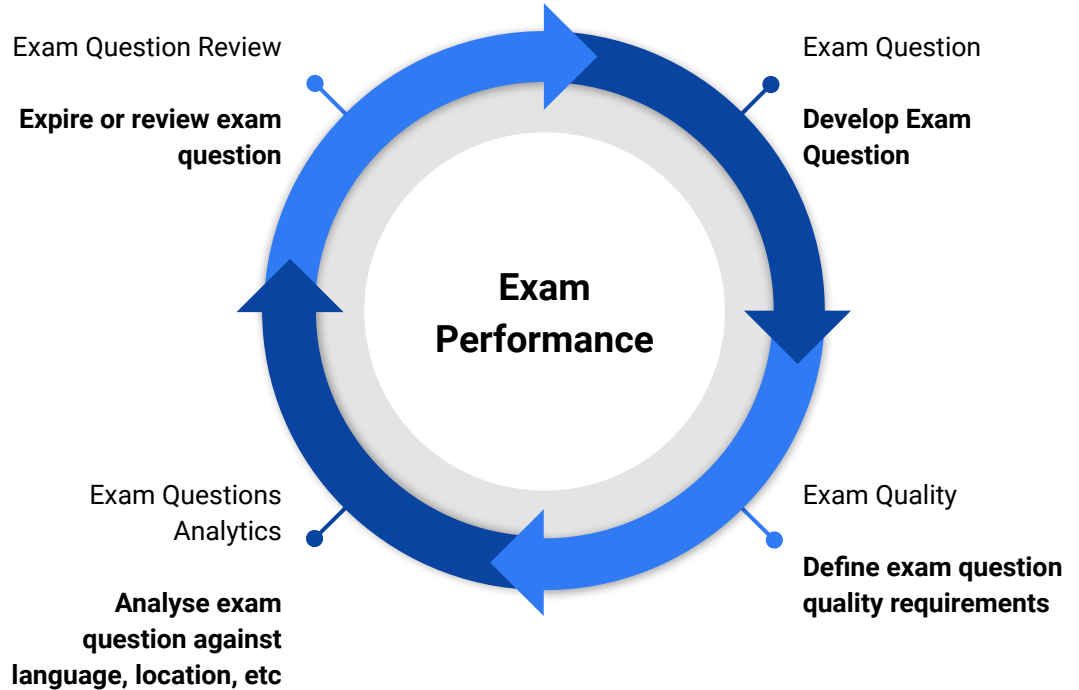 Exam Question Review
Expire or review exam
question
Exam Question
Develop Exam
Question
Exam
Performance
Exam Questions
Analytics
Analyse exam
question against
language, location, etc
Exam Quality
Define exam question
quality requirements